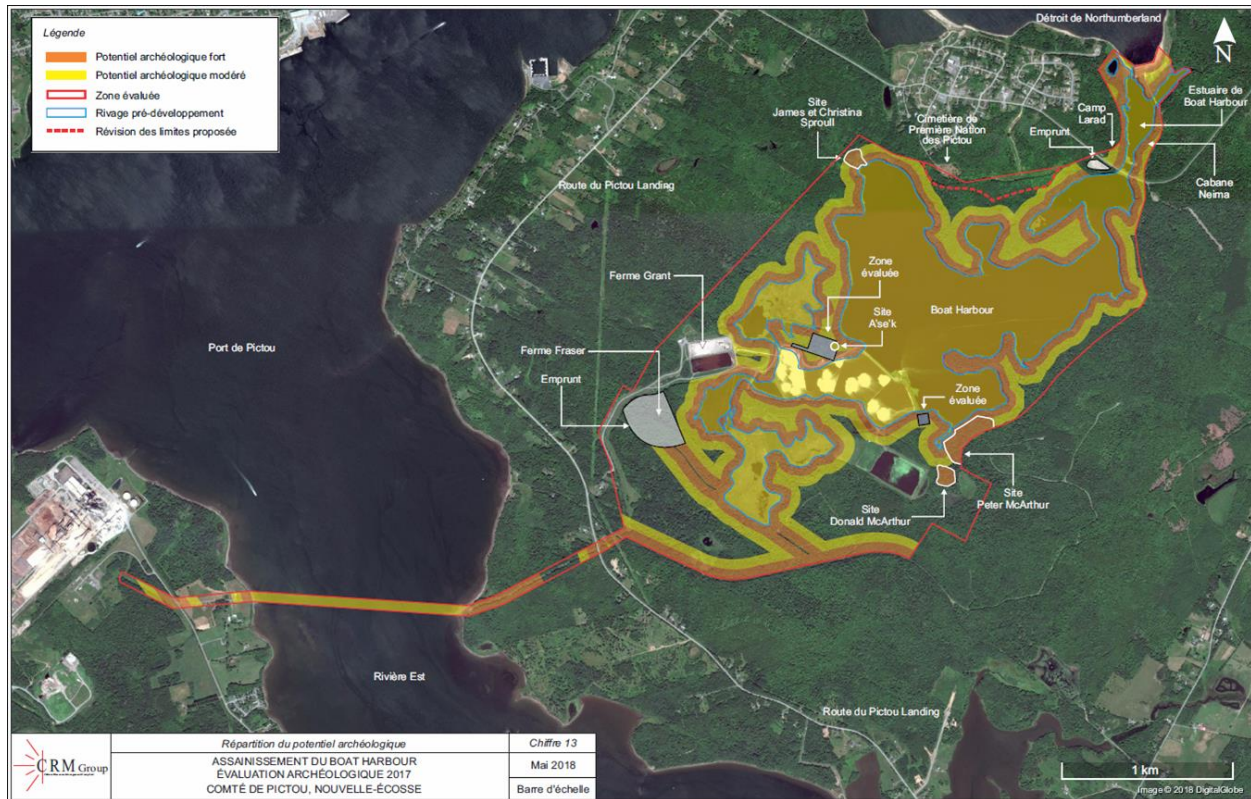 Légende
Potentiel archéologique fort
Potentiel archéologique modéré
Zone évaluée
Rivage pré-développement
Révision des limites proposée
Détroit de Northumberland
N
Estuaire de
Boat Harbour
Camp
Larad
Site
James et Christina
Sproull
Cimetière de
Première Nation
des Pictou
Emprunt
Cabane
Neima
Route du Pictou Landing
Zone
évaluée
Ferme Grant
Site
A'se'k
Boat Harbour
Port de Pictou
Ferme Fraser
Emprunt
Zone
évaluée
Site
Peter McArthur
Site
Donald McArthur
Rivière Est
Route du Pictou Landing
CRM Group
Répartition du potentiel archéologique
Chiffre 13
ASSAINISSEMENT DU BOAT HARBOUR
ÉVALUATION ARCHÉOLOGIQUE 2017
COMTÉ DE PICTOU, NOUVELLE-ÉCOSSE
Mai 2018
Barre d'échelle
1 km
Image © 2018 DigitalGlobe